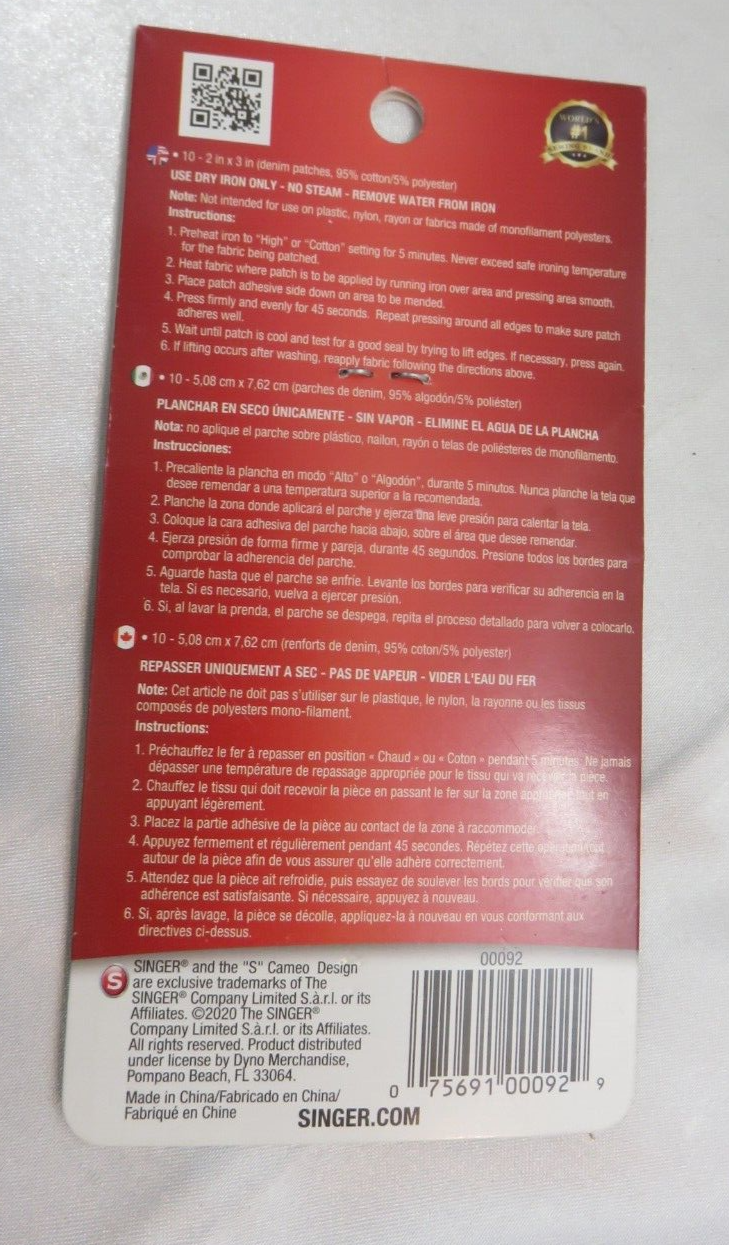 WORLD'S
#1
• 10 - 2 in x 3 in (denim patches, 95% cotton/5% polyester)
USE DRY IRON ONLY - NO STEAM - REMOVE WATER FROM IRON
Note: Not intended for use on plastic, nylon, rayon or fabrics made of monofilament polyesters.
Instructions:
1. Preheat iron to "High" or "Cotton" setting for 5 minutes. Never exceed safe ironing temperature
for the fabric being patched.
2. Heat fabric where patch is to be applied by running iron over area and pressing area smooth.
3. Place patch adhesive side down on area to be mended.
4. Press firmly and evenly for 45 seconds. Repeat pressing around all edges to make sure patch
adheres well.
5. Wait until patch is cool and test for a good seal by trying to lift edges. If necessary, press again.
6. If lifting occurs after washing, reapply fabric following the directions above.
• 10 - 5,08 cm x 7,62 cm (parches de denim, 95% algodón/5% poliéster)
PLANCHAR EN SECO ÚNICAMENTE - SIN VAPOR - ELIMINE EL AGUA DE LA PLANCHA
Nota: no aplique el parche sobre plástico, nailon, rayón o telas de poliésteres de monofilamento.
Instrucciones:
1. Precaliente la plancha en modo "Alto" o "Algodón", durante 5 minutos. Nunca planche la tela que
desee remendar a una temperatura superior a la recomendada.
2. Planche la zona donde aplicará el parche y ejerza una leve presión para calentar la tela.
3. Coloque la cara adhesiva del parche hacia abajo, sobre el área que desee remendar.
4. Ejerza presión de forma firme y pareja, durante 45 segundos. Presione todos los bordes para
comprobar la adherencia del parche.
5. Aguarde hasta que el parche se enfríe. Levante los bordes para verificar su adherencia en la
tela. Si es necesario, vuelva a ejercer presión.
6. Si, al lavar la prenda, el parche se despega, repita el proceso detallado para volver a colocarlo.
• 10 - 5,08 cm x 7,62 cm (renforts de denim, 95% coton/5% polyester)
REPASSER UNIQUEMENT A SEC - PAS DE VAPEUR - VIDER L'EAU DU FER
Note: Cet article ne doit pas s'utiliser sur le plastique, le nylon, la rayonne ou les tissus
composés de polyesters mono-filament.
Instructions:
1. Préchauffez le fer à repasser en position « Chaud » ou « Coton » pendant 5 minutes. Ne jamais
dépasser une température de repassage appropriée pour le tissu qui va recevoir la pièce.
2. Chauffez le tissu qui doit recevoir la pièce en passant le fer sur la zone tout en
appuyant légèrement.
3. Placez la partie adhésive de la pièce au contact de la zone à raccommoder.
4. Appuyez fermement et régulièrement pendant 45 secondes. Répétez cette tout
autour de la pièce afin de vous assurer qu'elle adhère correctement.
5. Attendez que la pièce ait refroidie, puis essayez de soulever les bords pour vérifier que son
adhérence est satisfaisante. Si nécessaire, appuyez à nouveau.
6. Si, après lavage, la pièce se décolle, appliquez-la à nouveau en vous conformant aux
directives ci-dessus.
S
SINGER® and the "S" Cameo Design
are exclusive trademarks of The
SINGER® Company Limited S.à.r.l. or its
Affiliates. ©2020 The SINGER®
Company Limited S.à.r.l. or its Affiliates.
All rights reserved. Product distributed
under license by Dyno Merchandise,
Pompano Beach, FL 33064.
Made in China/Fabricado en China/
Fabriqué en Chine
SINGER.COM
00092
0 75691 00092 9